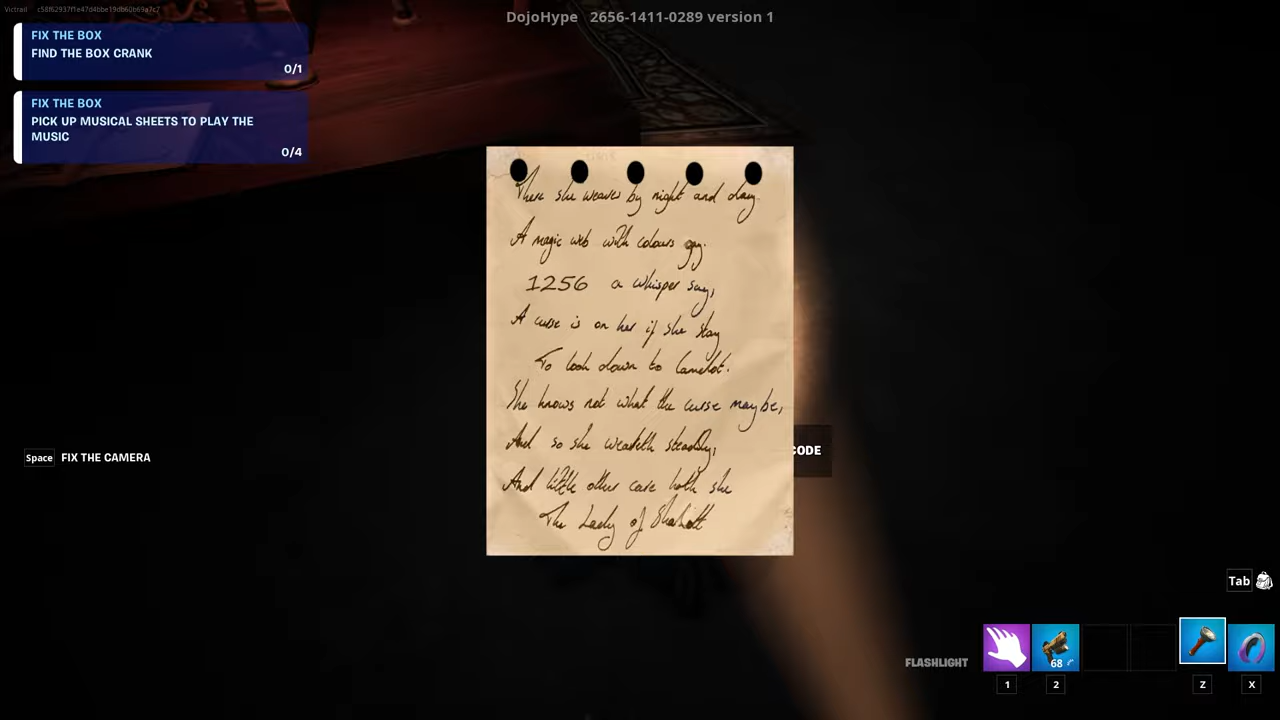 Victrail c58f62937f1e47d4bbe19db60b69a7c7
DojoHype 2656-1411-0289 version 1
FIX THE BOX
FIND THE BOX CRANK
0/1
FIX THE BOX
PICK UP MUSICAL SHEETS TO PLAY THE
MUSIC
0/4
There she weaves by night and day
A magic web with colours gay.
1256 a whisper say,
A curse is on her if she stay
To look down to Camelot.
She knows not what the curse may be,
And so she weaveth steadily,
And little other care hath she
The Lady of Shalott
CODE
Space FIX THE CAMERA
Tab
68
FLASHLIGHT
1 2 Z X